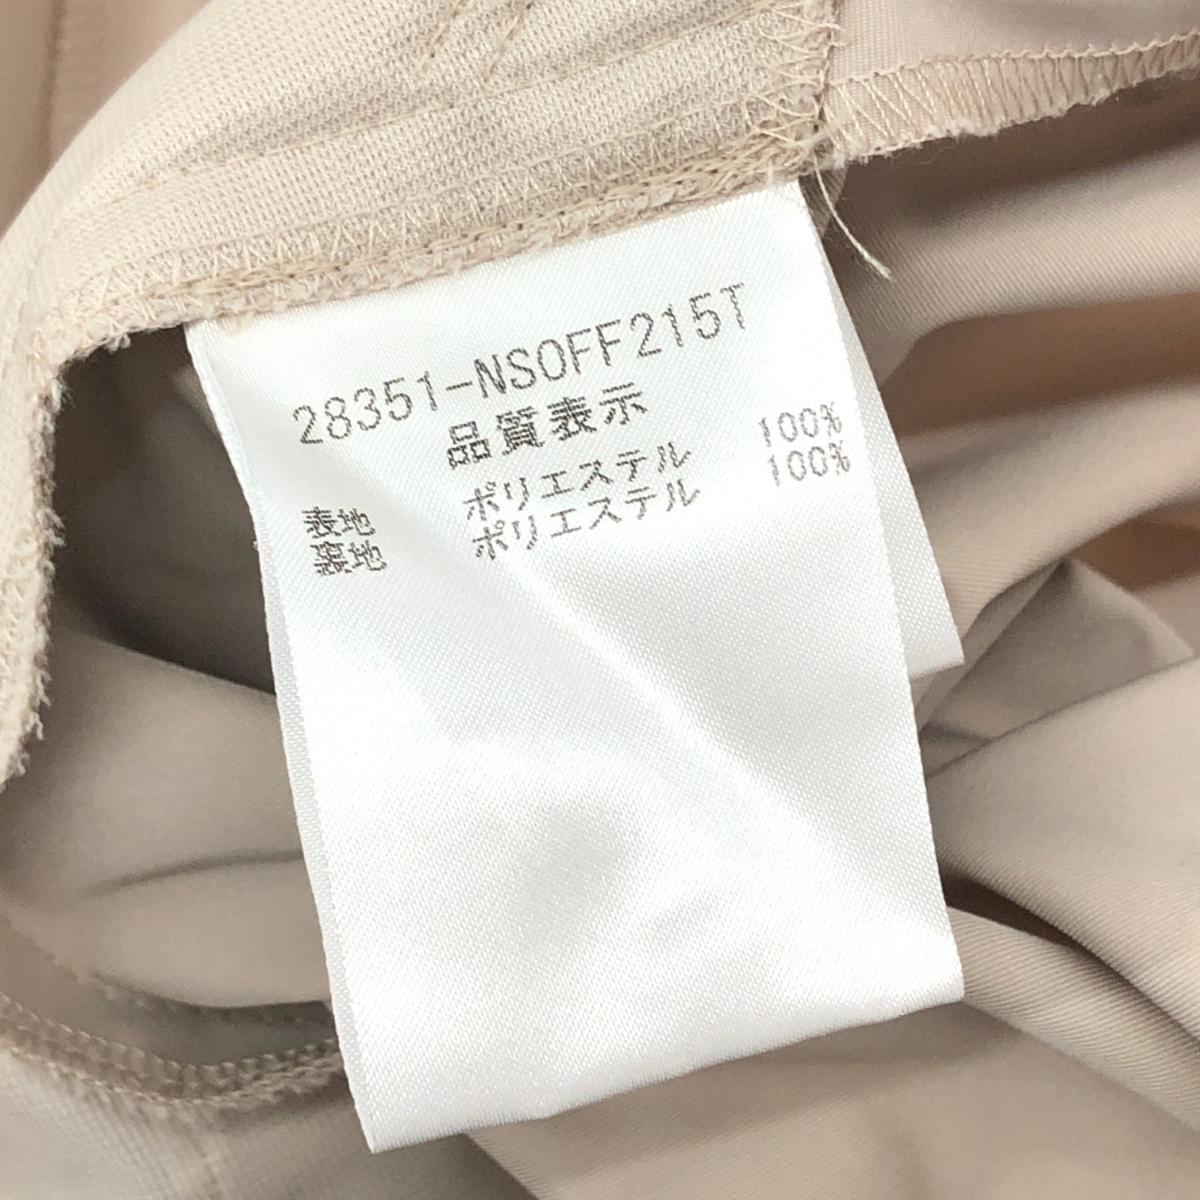 28351-NSOFF215T
品質表示
表地 ポリエステル 100%
裏地 ポリエステル 100%